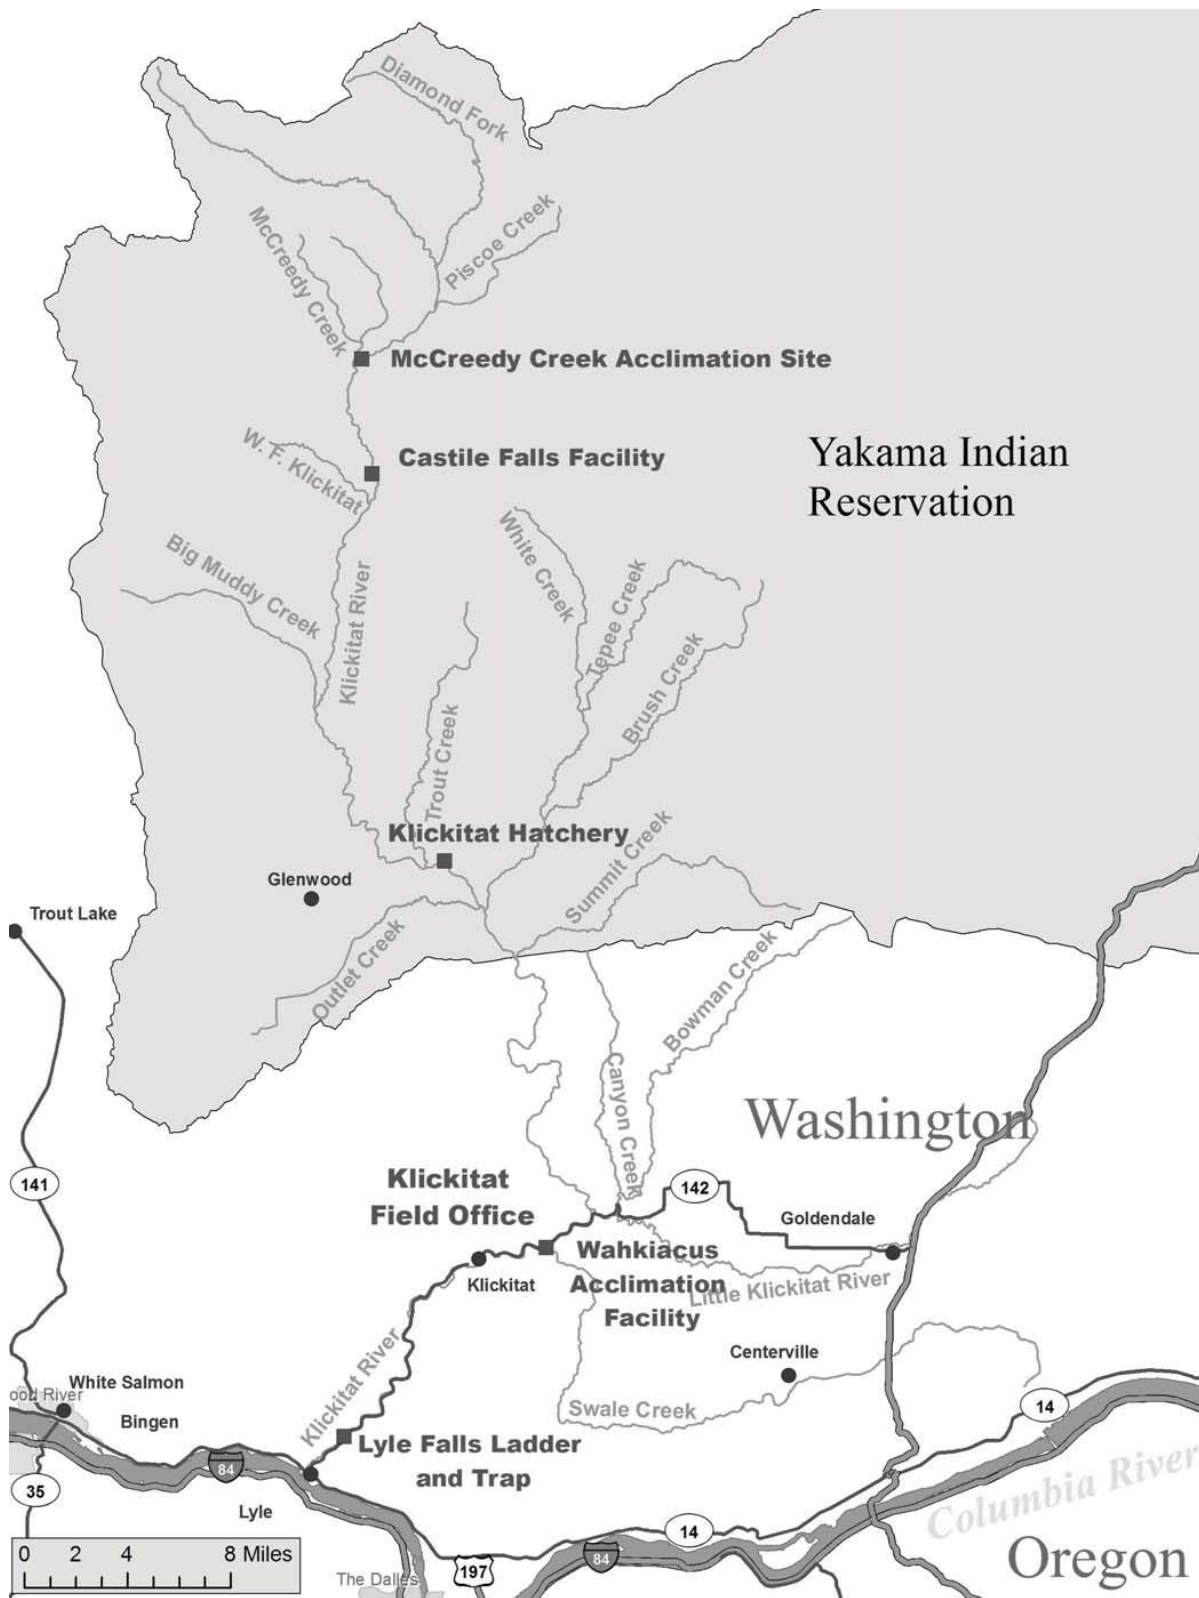 Diamond Fork
McCreedy Creek
Piscoe Creek
McCreedy Creek Acclimation Site
W. F. Klickitat
Castile Falls Facility
Yakama Indian
Reservation
Big Muddy Creek
Klickitat River
White Creek
Tepee Creek
Brush Creek
Trout Creek
Klickitat Hatchery
Summit Creek
Glenwood
Trout Lake
Outlet Creek
Bowman Creek
Canyon Creek
Washington
Klickitat
Field Office
141
142
Goldendale
Wahkiacus
Acclimation
Facility
Klickitat
Little Klickitat River
Centerville
Klickitat River
White Salmon
ood River
Bingen
Swale Creek
14
Lyle Falls Ladder
and Trap
84
35
Lyle
Columbia River
14
84
197
Oregon
0 2 4 8 Miles
The Dalles